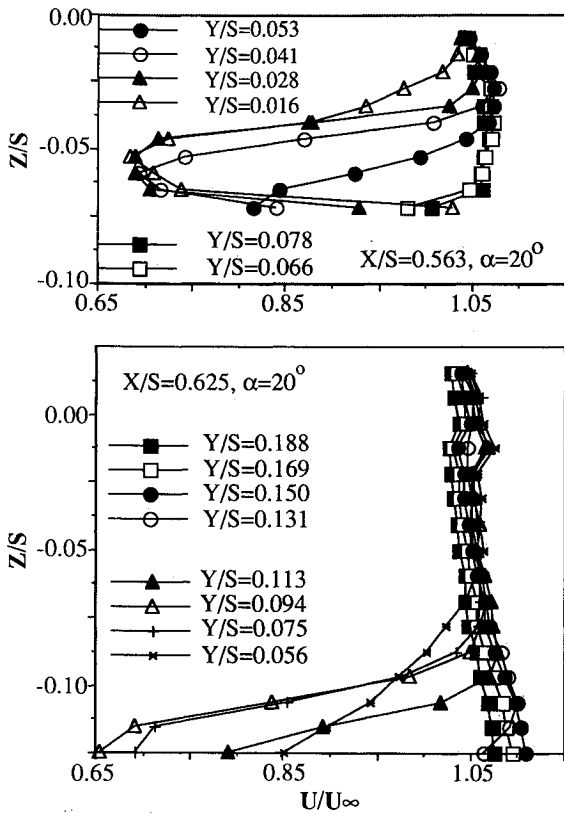 0.00
Y/S=0.053
Y/S=0.041
Y/S=0.028
Y/S=0.016
Z/S
-0.05
Y/S=0.078
Y/S=0.066
X/S=0.563, α=20°
-0.10
0.65 0.85 1.05
X/S=0.625, α=20°
0.00
Y/S=0.188
Y/S=0.169
Y/S=0.150
Y/S=0.131
Z/S
-0.05
Y/S=0.113
Y/S=0.094
Y/S=0.075
Y/S=0.056
-0.10
0.65 0.85 1.05
U/U∞